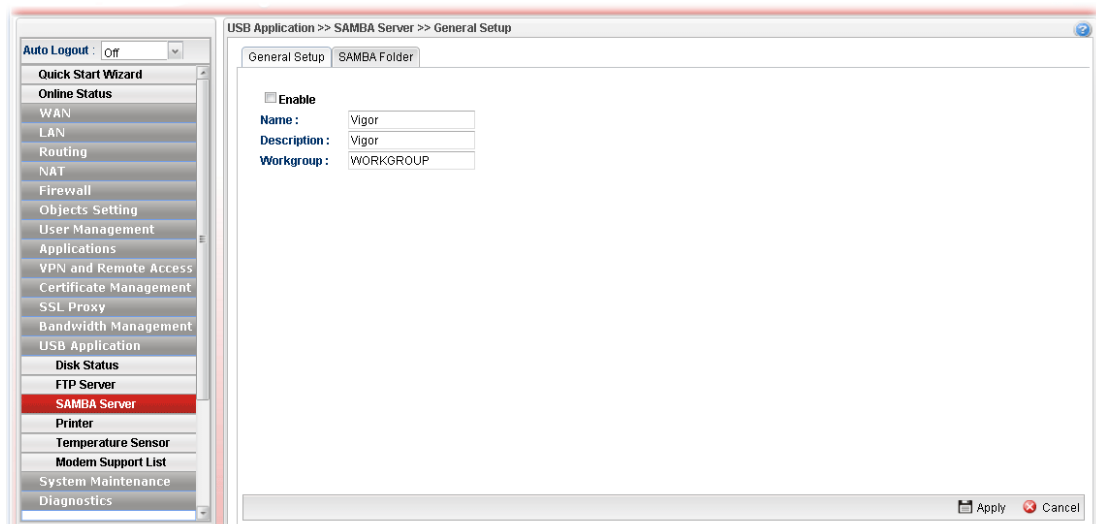 USB Application >> SAMBA Server >> General Setup
Auto Logout : Off
Quick Start Wizard
Online Status
WAN
LAN
Routing
NAT
Firewall
Objects Setting
User Management
Applications
VPN and Remote Access
Certificate Management
SSL Proxy
Bandwidth Management
USB Application
Disk Status
FTP Server
SAMBA Server
Printer
Temperature Sensor
Modem Support List
System Maintenance
Diagnostics
General Setup
SAMBA Folder
Enable
Name : Vigor
Description : Vigor
Workgroup : WORKGROUP
Apply
Cancel